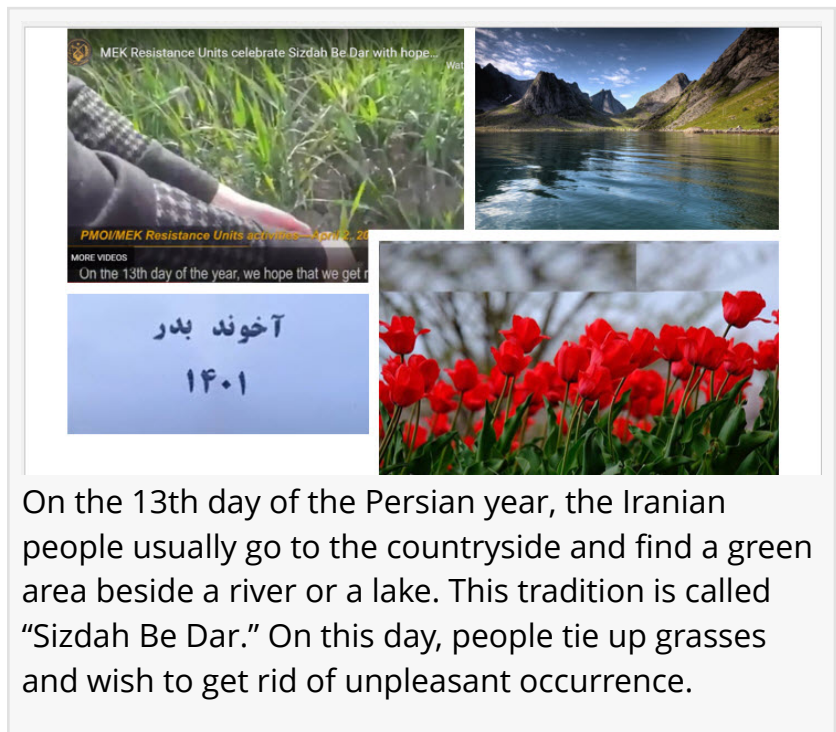 MEK Resistance Units celebrate Sizdah Be Dar with hope...
Wat
PMOI/MEK Resistance Units activities—April 2, 20
MORE VIDEOS
On the 13th day of the year, we hope that we get r
آخوند بدر
۱۴۰۱
On the 13th day of the Persian year, the Iranian
people usually go to the countryside and find a green
area beside a river or a lake. This tradition is called
“Sizdah Be Dar.” On this day, people tie up grasses
and wish to get rid of unpleasant occurrence.